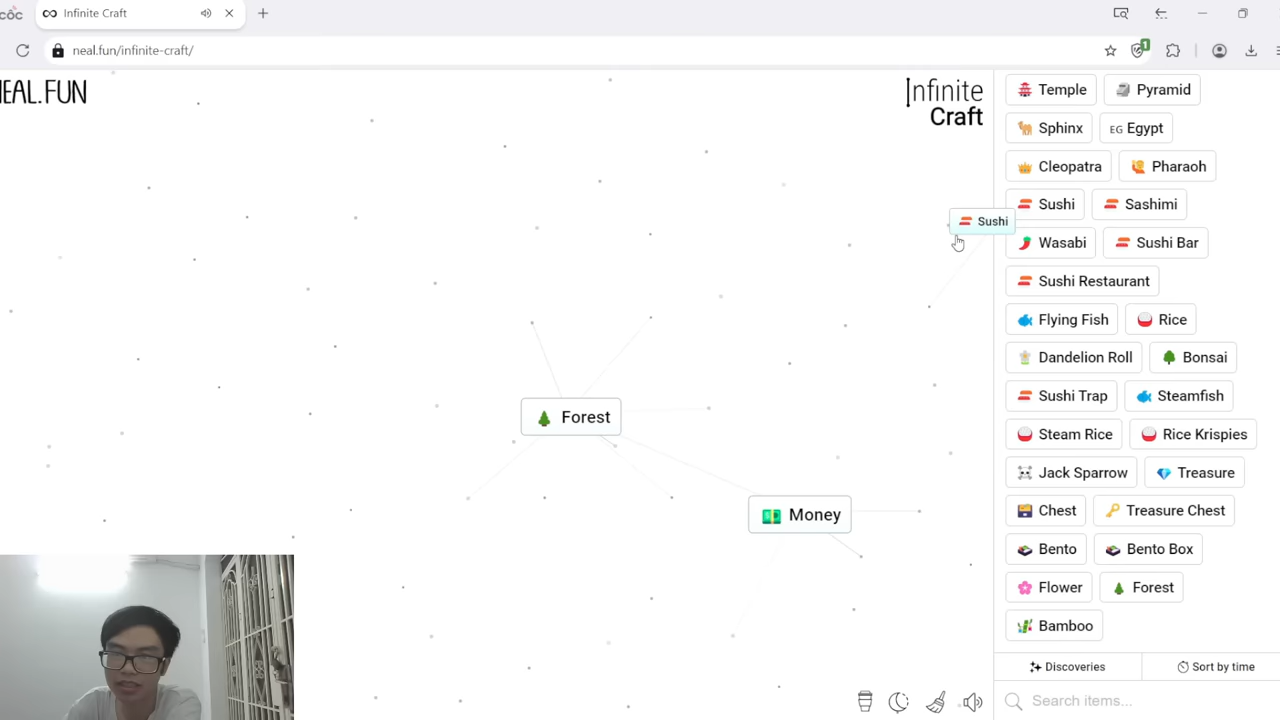 CốC
Infinite Craft
neal.fun/infinite-craft/
1
NEAL.FUN
Infinite
Craft
Temple
Pyramid
Sphinx
EG Egypt
Cleopatra
Pharaoh
Sushi
Sashimi
Sushi
Wasabi
Sushi Bar
Sushi Restaurant
Flying Fish
Rice
Dandelion Roll
Bonsai
Sushi Trap
Steamfish
Forest
Steam Rice
Rice Krispies
Jack Sparrow
Treasure
Money
Chest
Treasure Chest
Bento
Bento Box
Flower
Forest
Bamboo
Discoveries
Sort by time
Search items...